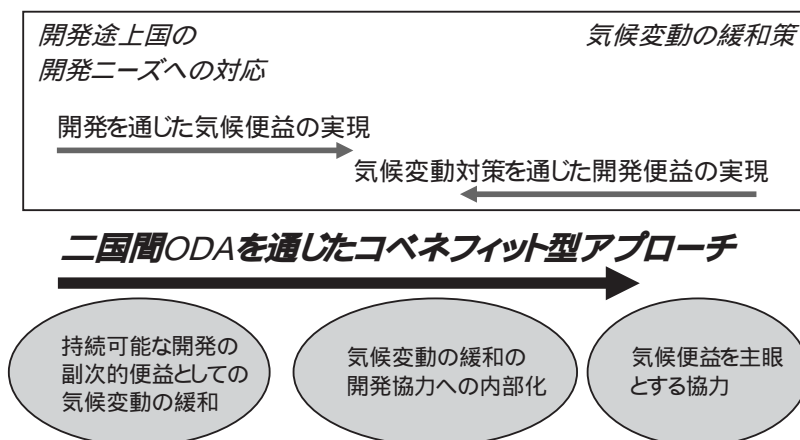 開発途上国の
開発ニーズへの対応
気候変動の緩和策
開発を通じた気候便益の実現
気候変動対策を通じた開発便益の実現
二国間ODAを通じたコベネフィット型アプローチ
持続可能な開発の
副次的便益としての
気候変動の緩和
気候変動の緩和の
開発協力への内部化
気候便益を主眼
とする協力